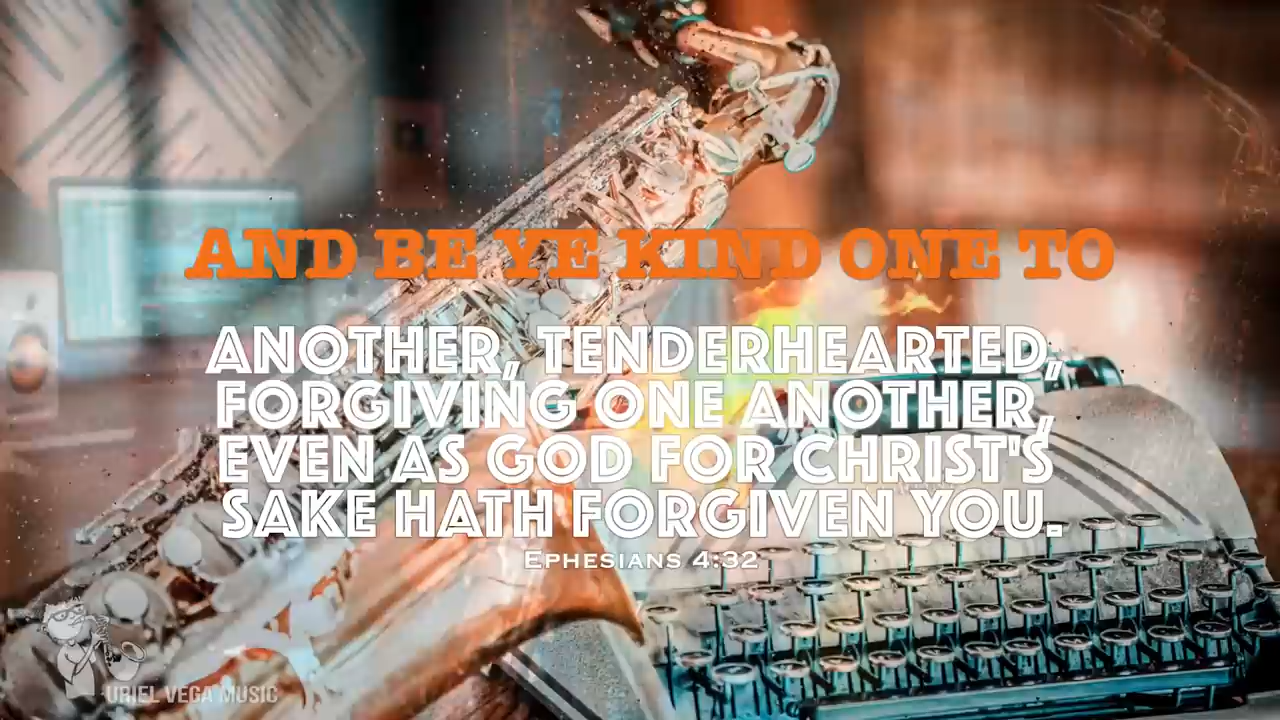 AND BE YE KIND ONE TO
ANOTHER, TENDERHEARTED,
FORGIVING ONE ANOTHER,
EVEN AS GOD FOR CHRIST'S
SAKE HATH FORGIVEN YOU.
EPHESIANS 4:32
URIEL VEGA MUSIC